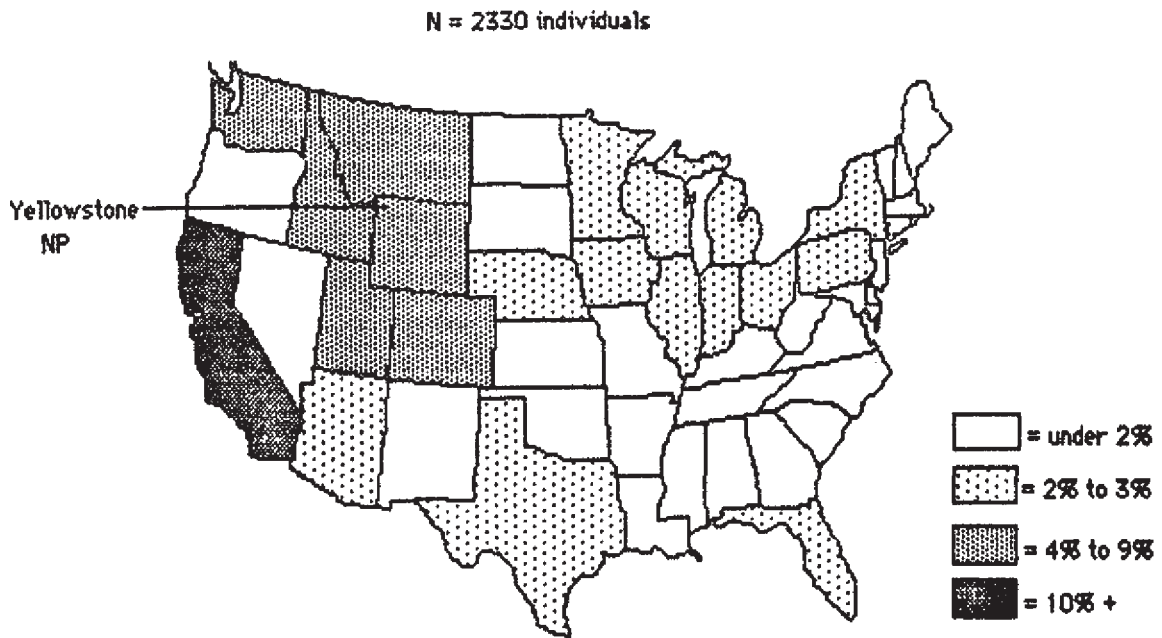 N = 2330 individuals
Yellowstone
NP
= under 2%
= 2% to 3%
= 4% to 9%
= 10% +